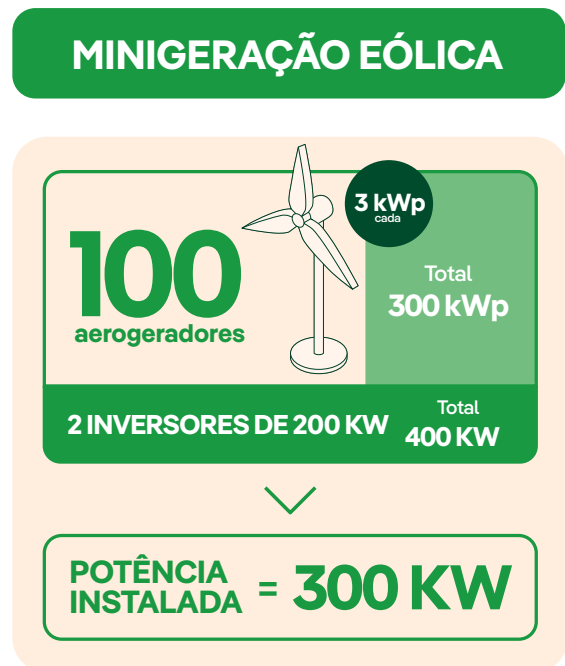 MINIGERAÇÃO EÓLICA
100
aerogeradores
3 kWp
cada
Total
300 kWp
2 INVERSORES DE 200 KW
Total
400 KW
POTÊNCIA
INSTALADA
= 300 KW